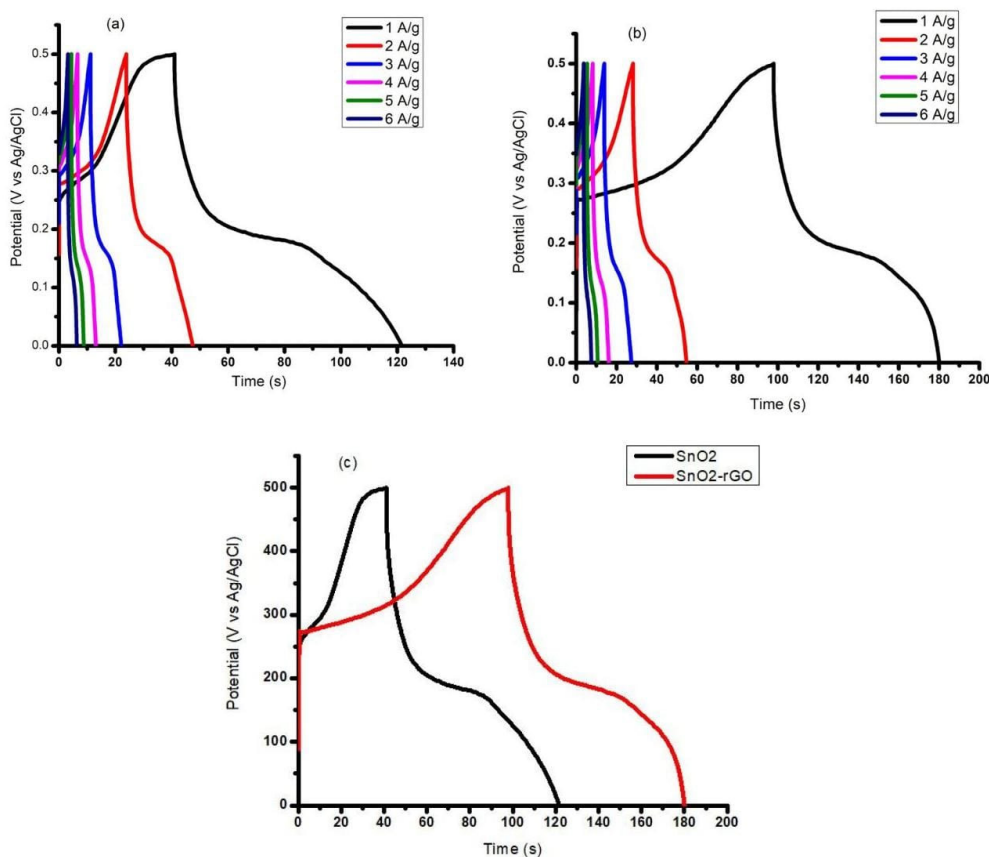 (a)
1 A/g
2 A/g
3 A/g
4 A/g
5 A/g
6 A/g
0.5
0.4
0.3
0.2
0.1
0.0
Potential (V vs Ag/AgCl)
0 20 40 60 80 100 120 140
Time (s)
(b)
1 A/g
2 A/g
3 A/g
4 A/g
5 A/g
6 A/g
0.5
0.4
0.3
0.2
0.1
0.0
Potential (V vs Ag/AgCl)
0 20 40 60 80 100 120 140 160 180 200
Time (s)
(c)
SnO2
SnO2-rGO
500
400
300
200
100
0
Potential (V vs Ag/AgCl)
0 20 40 60 80 100 120 140 160 180 200
Time (s)